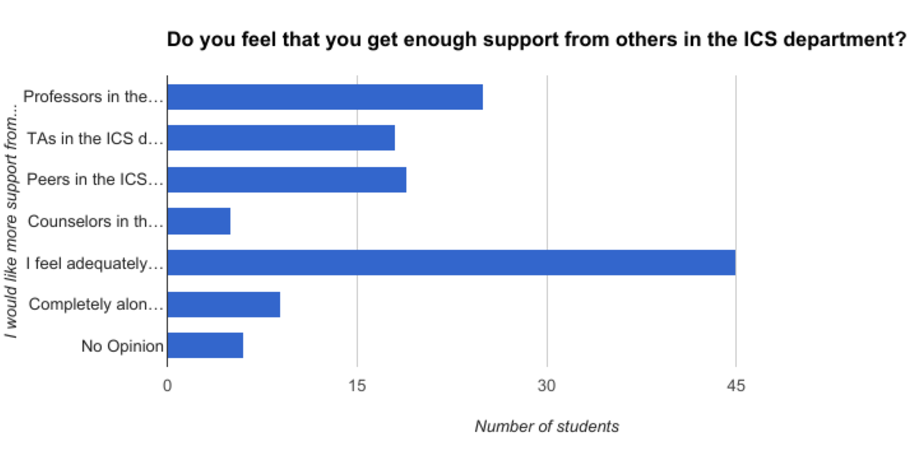 Do you feel that you get enough support from others in the ICS department?
I would like more support from...
Professors in the...
TAs in the ICS d...
Peers in the ICS...
Counselors in th...
I feel adequately...
Completely alon...
No Opinion
0 15 30 45
Number of students